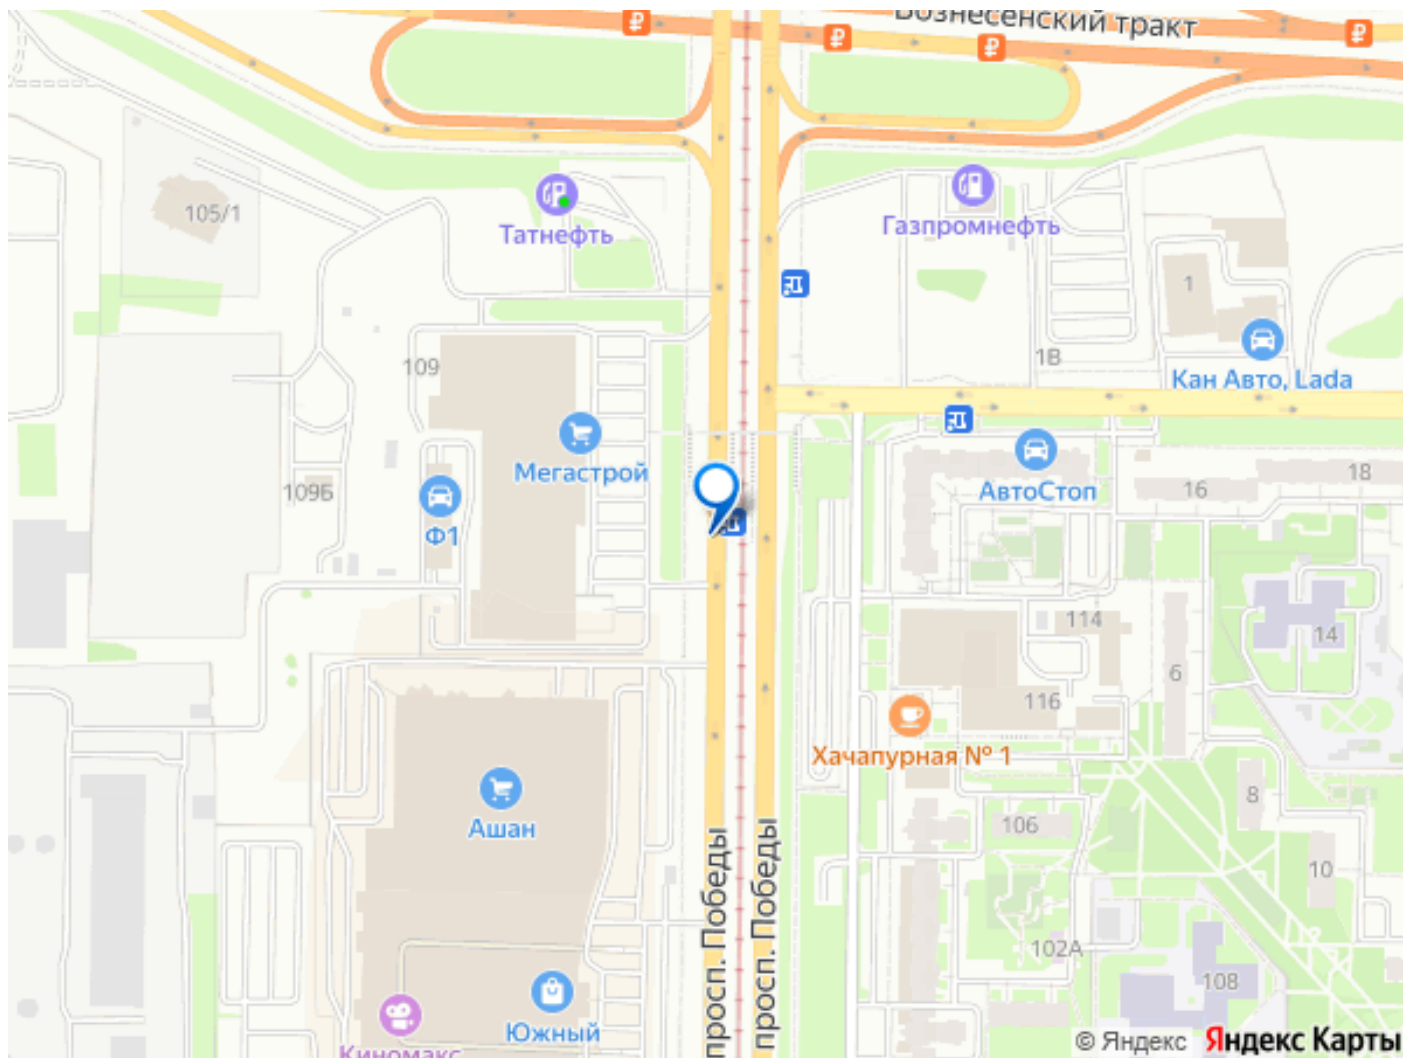 Вознесенский тракт
105/1
Татнефть
Газпромнефть
1
109
1В
Кан Авто, Lada
Мегастрой
109Б
Ф1
АвтоСтоп
16
18
114
14
6
116
Хачапурная № 1
Ашан
106
8
10
просп. Победы
просп. Победы
102А
108
Южный
Киномакс
© Яндекс
Яндекс Карты